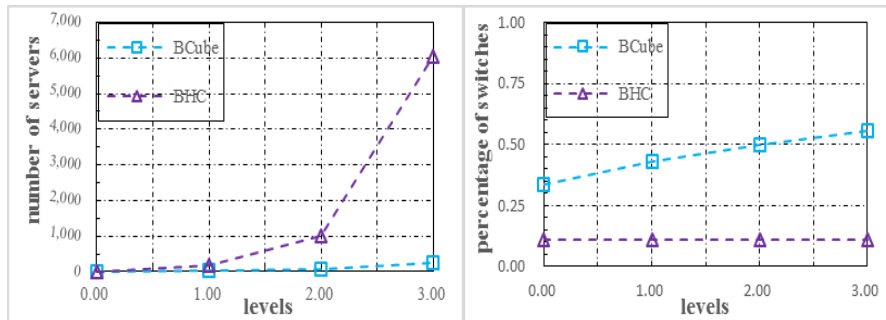 number of servers
7,000
6,000
5,000
4,000
3,000
2,000
1,000
0
BCube
BHC
0.00 1.00 2.00 3.00
levels
percentage of switches
1.00
0.75
0.50
0.25
0.00
BCube
BHC
0.00 1.00 2.00 3.00
levels